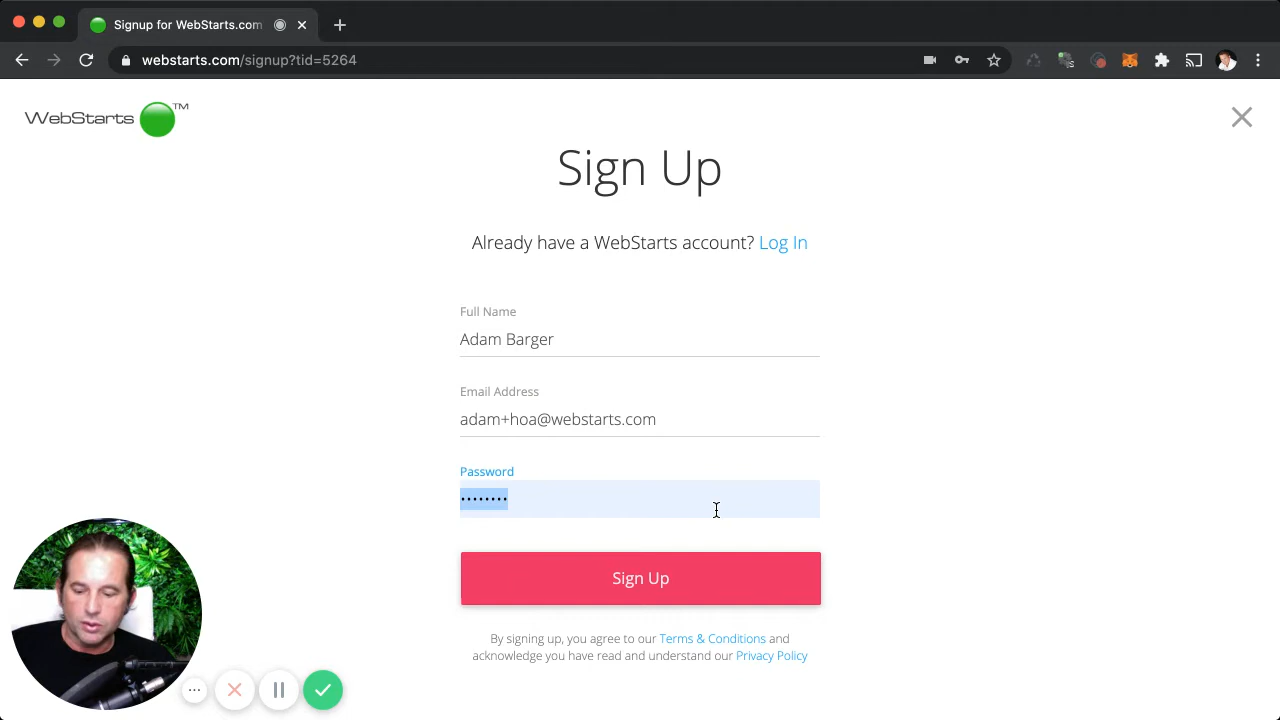 Signup for WebStarts.com
webstarts.com/signup?tid=5264
WebStarts TM
Sign Up
Already have a WebStarts account? Log In
Full Name
Adam Barger
Email Address
adam+hoa@webstarts.com
Password
••••••••
Sign Up
By signing up, you agree to our Terms & Conditions and
acknowledge you have read and understand our Privacy Policy